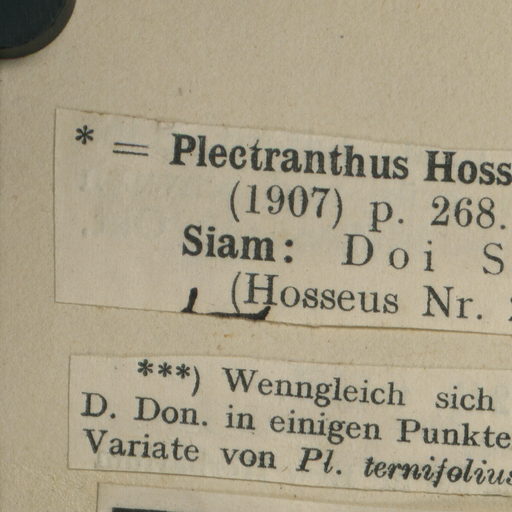 * = Plectranthus Hoss
(1907) p. 268.
Siam: Doi S
(Hosseus Nr.
***) Wenngleich sich
D. Don. in einigen Punkte
Variate von Pl. ternifolius